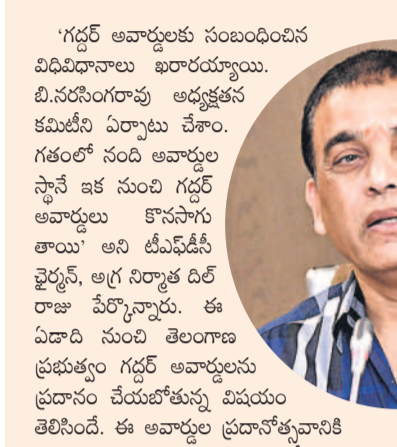 ‘గద్దర్ అవార్డులకు సంబంధించిన
విధివిధానాలు ఖరారయ్యాయి.
బి.నరసింగరావు అధ్యక్షతన
కమిటీని ఏర్పాటు చేశాం.
గతంలో నంది అవార్డుల
స్థానే ఇక నుంచి గద్దర్
అవార్డులు కొనసాగు
తాయి’ అని టీఎఫ్‌డీసీ
ఛైర్మన్, అగ్ర నిర్మాత దిల్
రాజు పేర్కొన్నారు. ఈ
ఏడాది నుంచి తెలంగాణ
ప్రభుత్వం గద్దర్ అవార్డులను
ప్రదానం చేయబోతున్న విషయం
తెలిసిందే. ఈ అవార్డుల ప్రదానోత్సవానికి